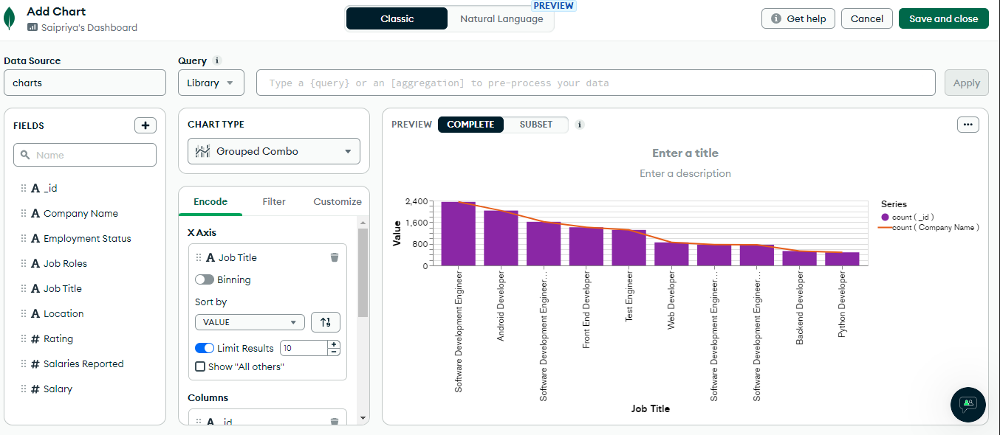 Add Chart
Saipriya's Dashboard
Classic
Natural Language
PREVIEW
Get help
Cancel
Save and close
Data Source
charts
Query
Library
Type a {query} or an [aggregation] to pre-process your data
Apply
FIELDS
Name
A _id
A Company Name
A Employment Status
A Job Roles
A Job Title
A Location
# Rating
# Salaries Reported
# Salary
CHART TYPE
Grouped Combo
Encode
Filter
Customize
X Axis
A Job Title
Binning
Sort by
VALUE
Limit Results
10
Show "All others"
Columns
A _id
PREVIEW
COMPLETE
SUBSET
Enter a title
Enter a description
Value
2,400
1,600
800
0
Software Development Engineer
Android Developer
Software Development Engineer...
Front End Developer
Test Engineer
Web Developer
Software Development Engineer...
Software Development Engineer...
Backend Developer
Python Developer
Job Title
Series
count ( _id )
count ( Company Name )